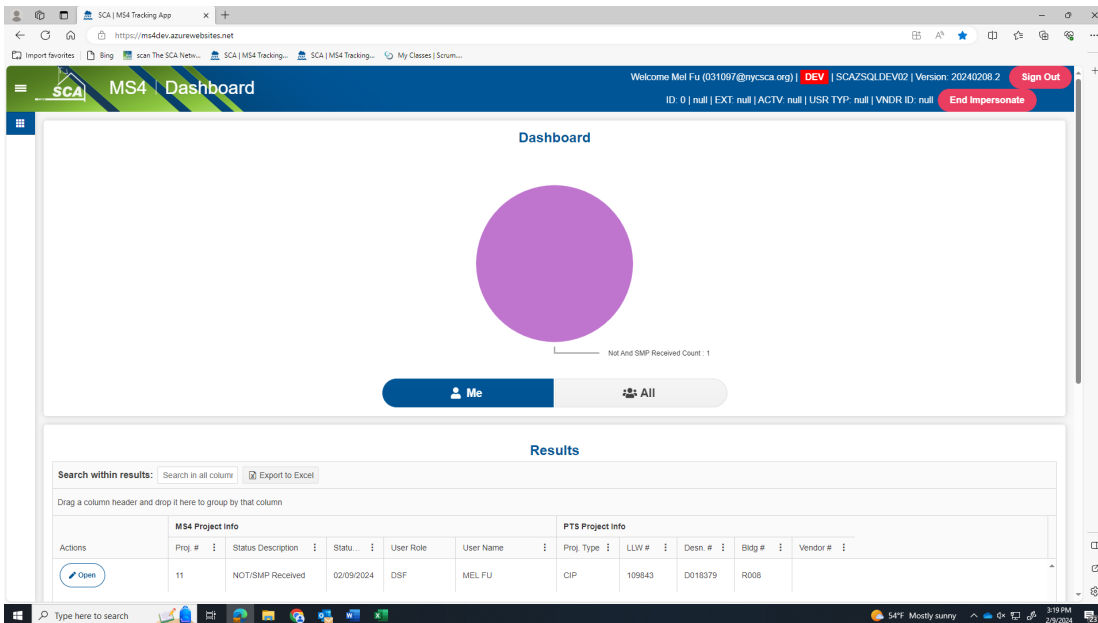 SCA | MS4 Tracking App
https://ms4dev.azurewebsites.net
Import favorites Bing scan The SCA Netw... SCA | MS4 Tracking... SCA | MS4 Tracking... My Classes | Scrum...
SCA MS4 | Dashboard
Welcome Mel Fu (031097@nycsca.org) | DEV | SCAZSQLDEV02 | Version: 20240208.2 Sign Out
ID: 0 | null | EXT: null | ACTV: null | USR TYP: null | VNDR ID: null End Impersonate
Dashboard
Not And SMP Received Count : 1
Me All
Results
Search within results: Search in all colum Export to Excel
Drag a column header and drop it here to group by that column
MS4 Project Info PTS Project Info
Actions Proj. # Status Description Statu... User Role User Name Proj. Type LLW # Desn. # Bldg # Vendor #
Open 11 NOT/SMP Received 02/09/2024 DSF MEL FU CIP 109843 D018379 R008
Type here to search 54°F Mostly sunny 3:19 PM
2/9/2024 23